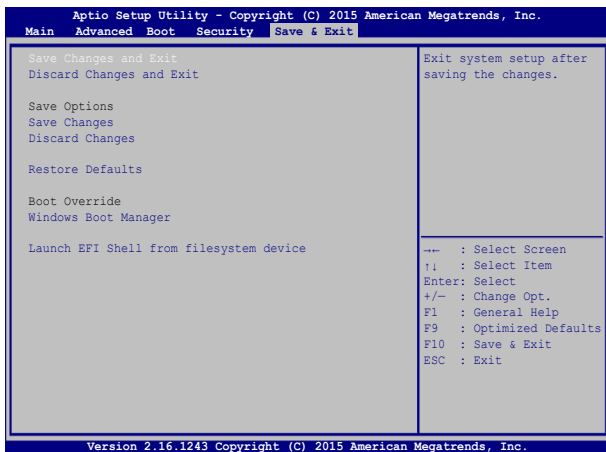 Aptio Setup Utility - Copyright (C) 2015 American Megatrends, Inc.
Main Advanced Boot Security Save & Exit
Save Changes and Exit
Discard Changes and Exit
Save Options
Save Changes
Discard Changes
Restore Defaults
Boot Override
Windows Boot Manager
Launch EFI Shell from filesystem device
Exit system setup after
saving the changes.
→← : Select Screen
↑↓ : Select Item
Enter: Select
+/— : Change Opt.
F1 : General Help
F9 : Optimized Defaults
F10 : Save & Exit
ESC : Exit
Version 2.16.1243 Copyright (C) 2015 American Megatrends, Inc.